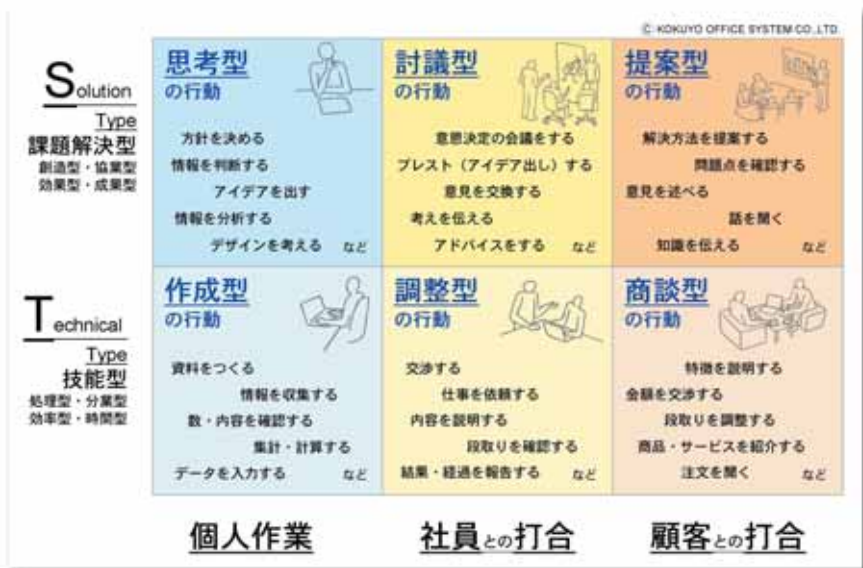 © KOKUYO OFFICE SYSTEM CO.,LTD.
Solution
Type
課題解決型
創造型・協業型
効果型・成果型
思考型
の行動
方針を決める
情報を判断する
アイデアを出す
情報を分析する
デザインを考える など
討議型
の行動
意思決定の会議をする
ブレスト（アイデア出し）する
意見を交換する
考えを伝える
アドバイスをする など
提案型
の行動
解決方法を提案する
問題点を確認する
意見を述べる
話を聞く
知識を伝える など
Technical
Type
技能型
処理型・分業型
効率型・時間型
作成型
の行動
資料をつくる
情報を収集する
数・内容を確認する
集計・計算する
データを入力する など
調整型
の行動
交渉する
仕事を依頼する
内容を説明する
段取りを確認する
結果・経過を報告する など
商談型
の行動
特徴を説明する
金額を交渉する
段取りを調整する
商品・サービスを紹介する
注文を聞く など
個人作業
社員との打合
顧客との打合